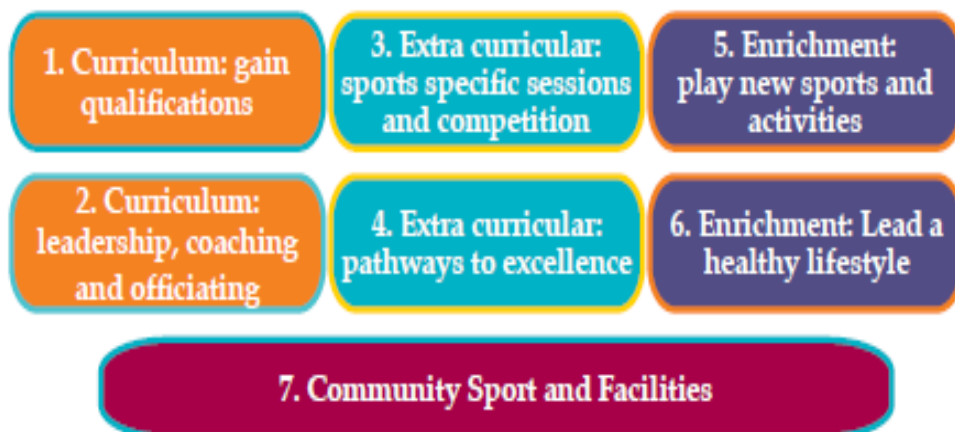 1. Curriculum: gain
qualifications
2. Curriculum:
leadership, coaching
and officiating
3. Extra curricular:
sports specific sessions
and competition
4. Extra curricular:
pathways to excellence
5. Enrichment:
play new sports and
activities
6. Enrichment: Lead a
healthy lifestyle
7. Community Sport and Facilities